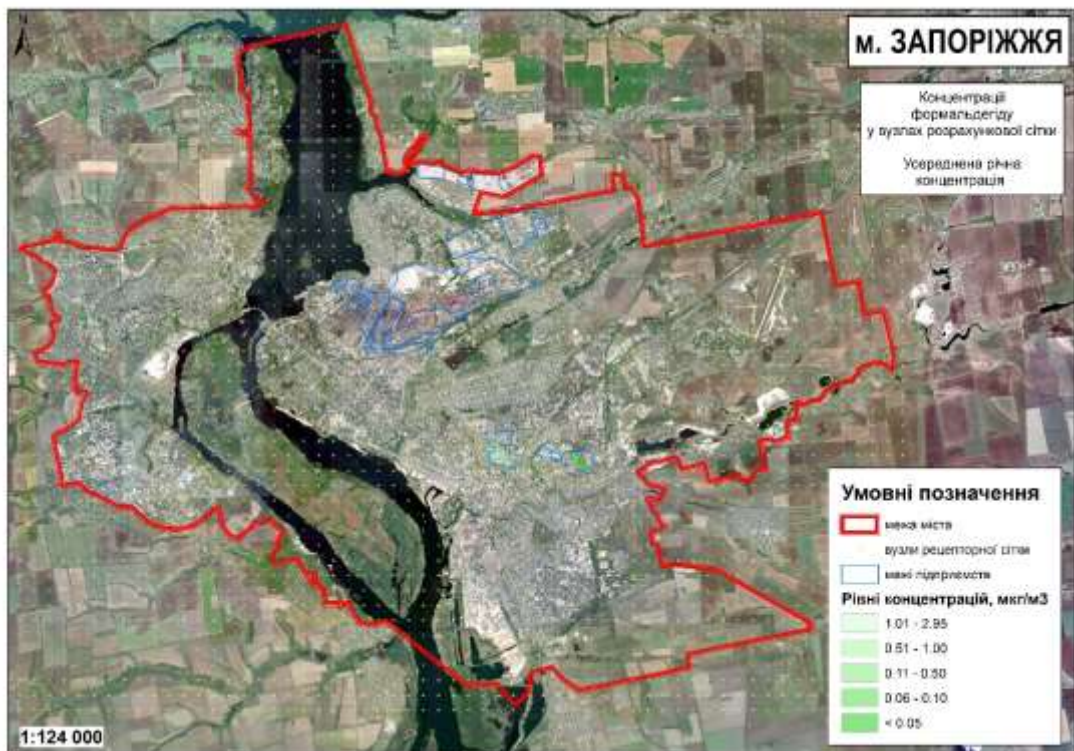 м. ЗАПОРІЖЖЯ
Концентрації
формальдегіду
у вузлах розрахункової сітки
Усереднена річна
концентрація
Умовні позначення
межа міста
вузли рецепторної сітки
межі підприємств
Рівні концентрацій, мкг/м3
1.01 - 2.95
0.51 - 1.00
0.11 - 0.50
0.06 - 0.10
< 0.05
1:124 000